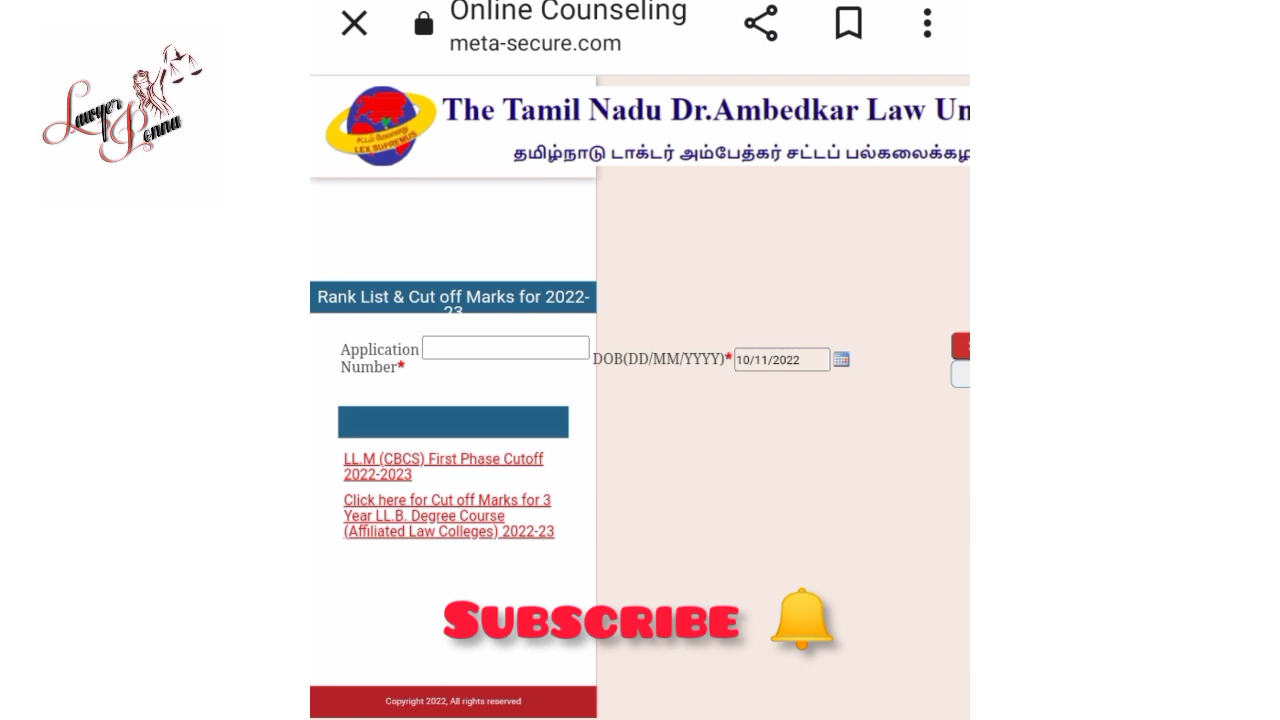 Lawyer
Penna
Online Counseling
meta-secure.com
The Tamil Nadu Dr.Ambedkar Law Un
தமிழ்நாடு டாக்டர் அம்பேத்கர் சட்டப் பல்கலைக்கழ
LEX SUPREMUS
Rank List & Cut off Marks for 2022-
23
Application
Number*
DOB(DD/MM/YYYY)*
10/11/2022
LL.M (CBCS) First Phase Cutoff
2022-2023
Click here for Cut off Marks for 3
Year LL.B. Degree Course
(Affiliated Law Colleges) 2022-23
SUBSCRIBE
Copyright 2022, All rights reserved